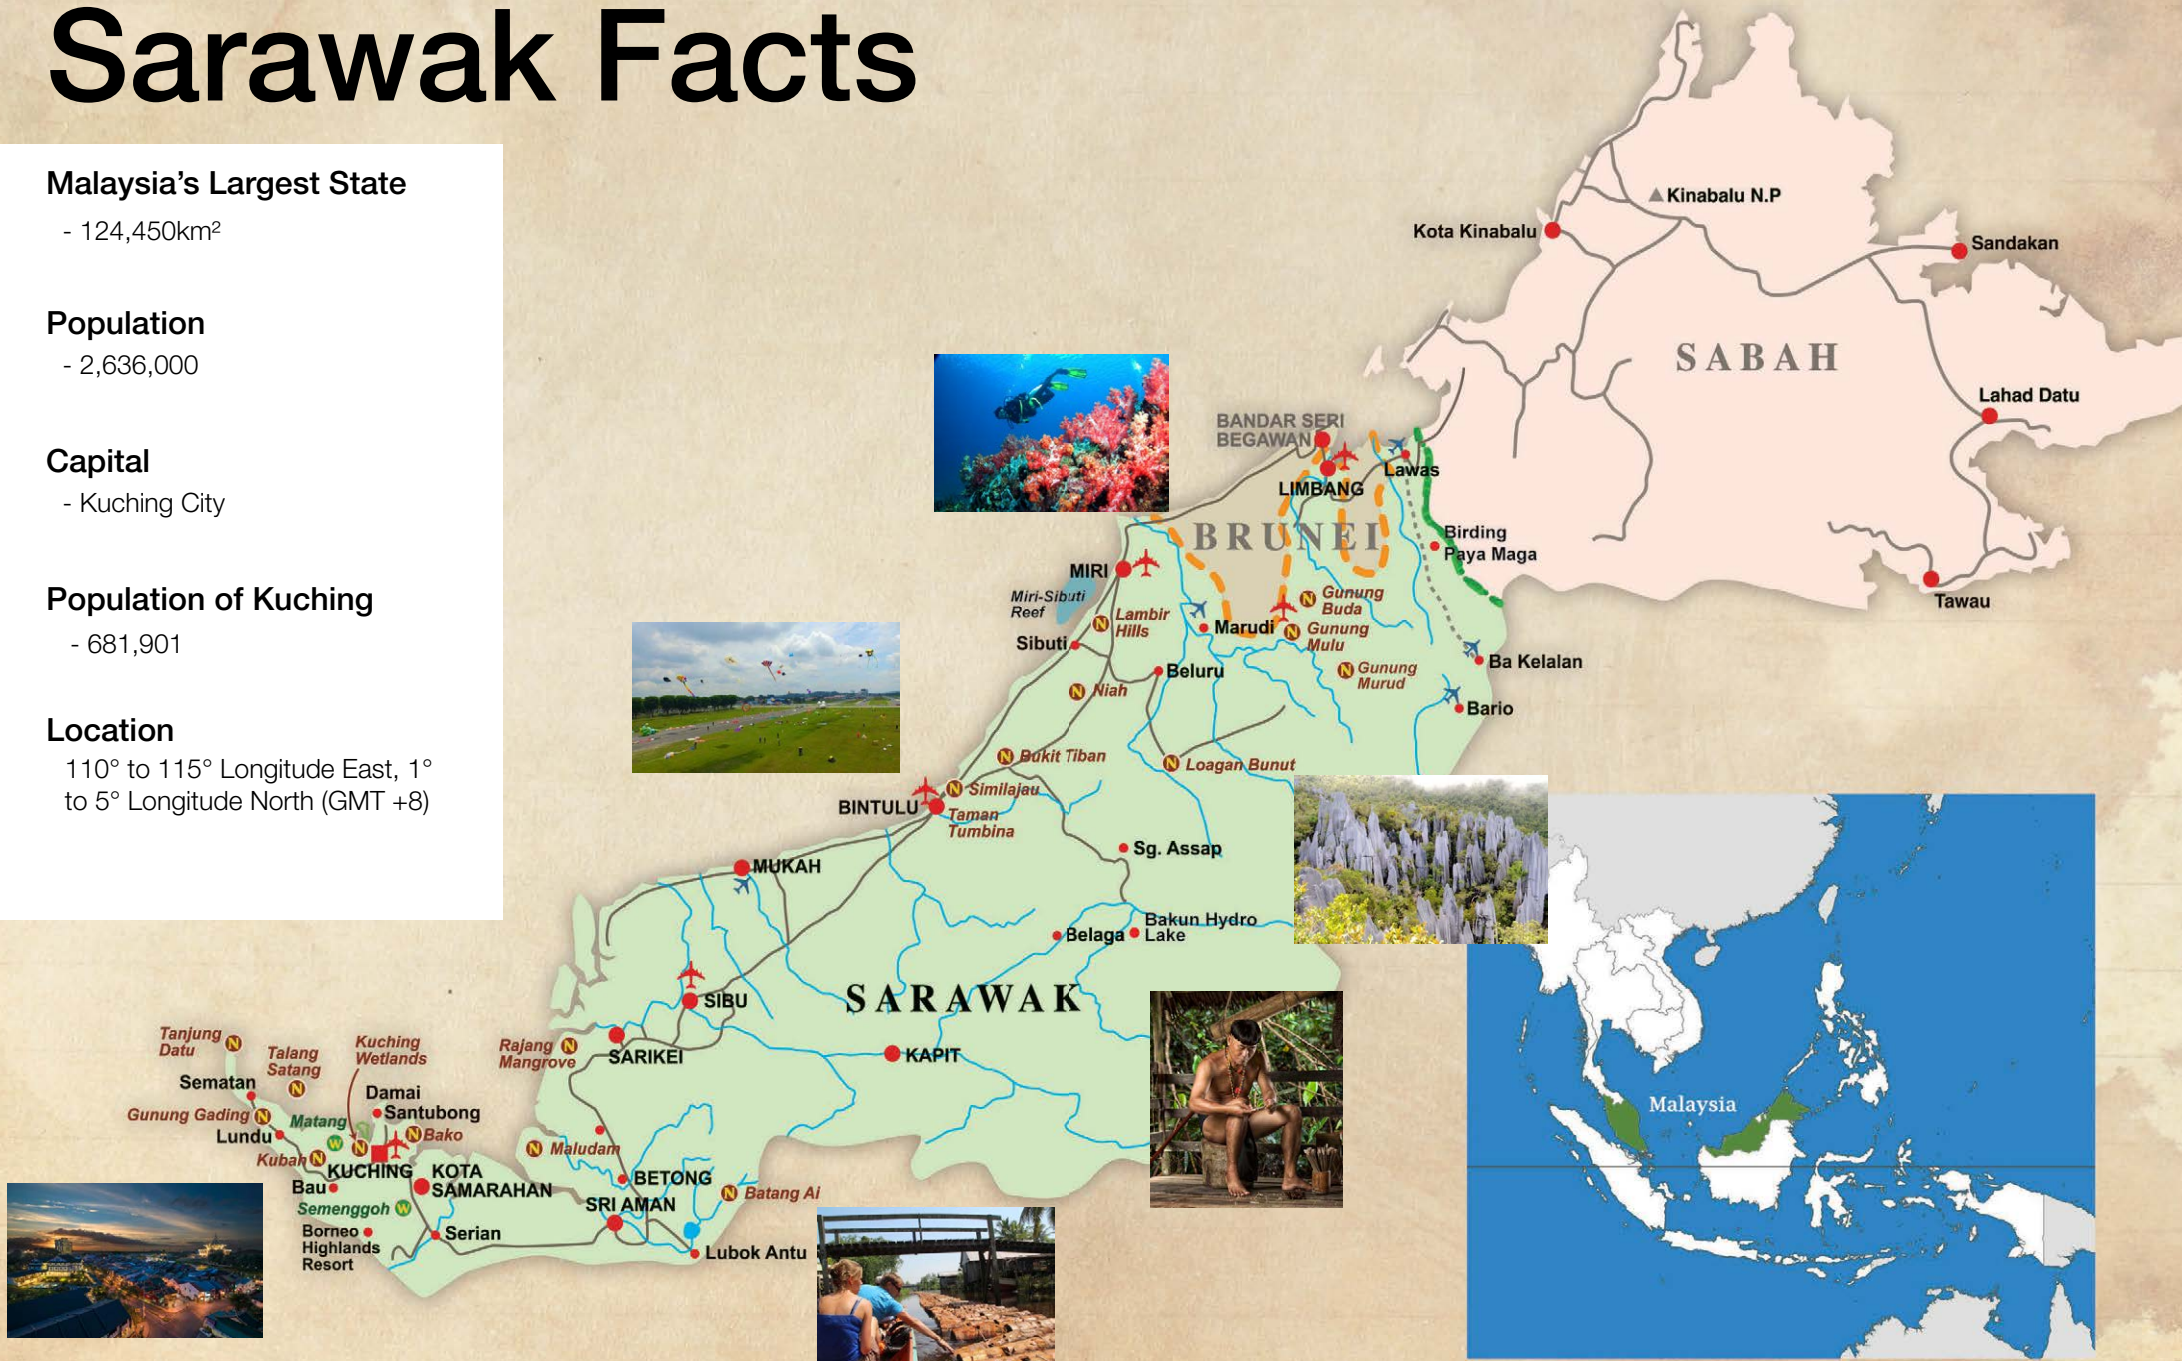 Sarawak Facts
Malaysia's Largest State
- 124,450km²
Population
- 2,636,000
Capital
- Kuching City
Population of Kuching
- 681,901
Location
110° to 115° Longitude East, 1°
to 5° Longitude North (GMT +8)
Kinabalu N.P
Kota Kinabalu
Sandakan
SABAH
Lahad Datu
Tawau
BANDAR SERI
BEGAWAN
Lawas
LIMBANG
BRUNEI
Birding
Paya Maga
MIRI
Miri-Sibuti
Reef
N
Lambir
Hills
Sibuti
Marudi
N
Gunung
Buda
N
Gunung
Mulu
N
Gunung
Murud
Ba Kelalan
Bario
Beluru
N
Niah
N
Bukit Tiban
N
Loagan Bunut
N
Similajau
BINTULU
Taman
Tumbina
Sg. Assap
MUKAH
Bakun Hydro
Lake
Belaga
SIBU
SARAWAK
KAPIT
SARIKEI
Rajang
Mangrove
N
Tanjung
Datu
N
Talang
Satang
N
Kuching
Wetlands
Sematan
Damai
Santubong
Gunung Gading
N
Matang
W
Lundu
N
Bako
N
Kubah
N
KUCHING
KOTA
SAMARAHAN
Bau
Semenggoh
W
Borneo
Highlands
Resort
Serian
N
Maludam
BETONG
SRI AMAN
N
Batang Ai
Lubok Antu
Malaysia